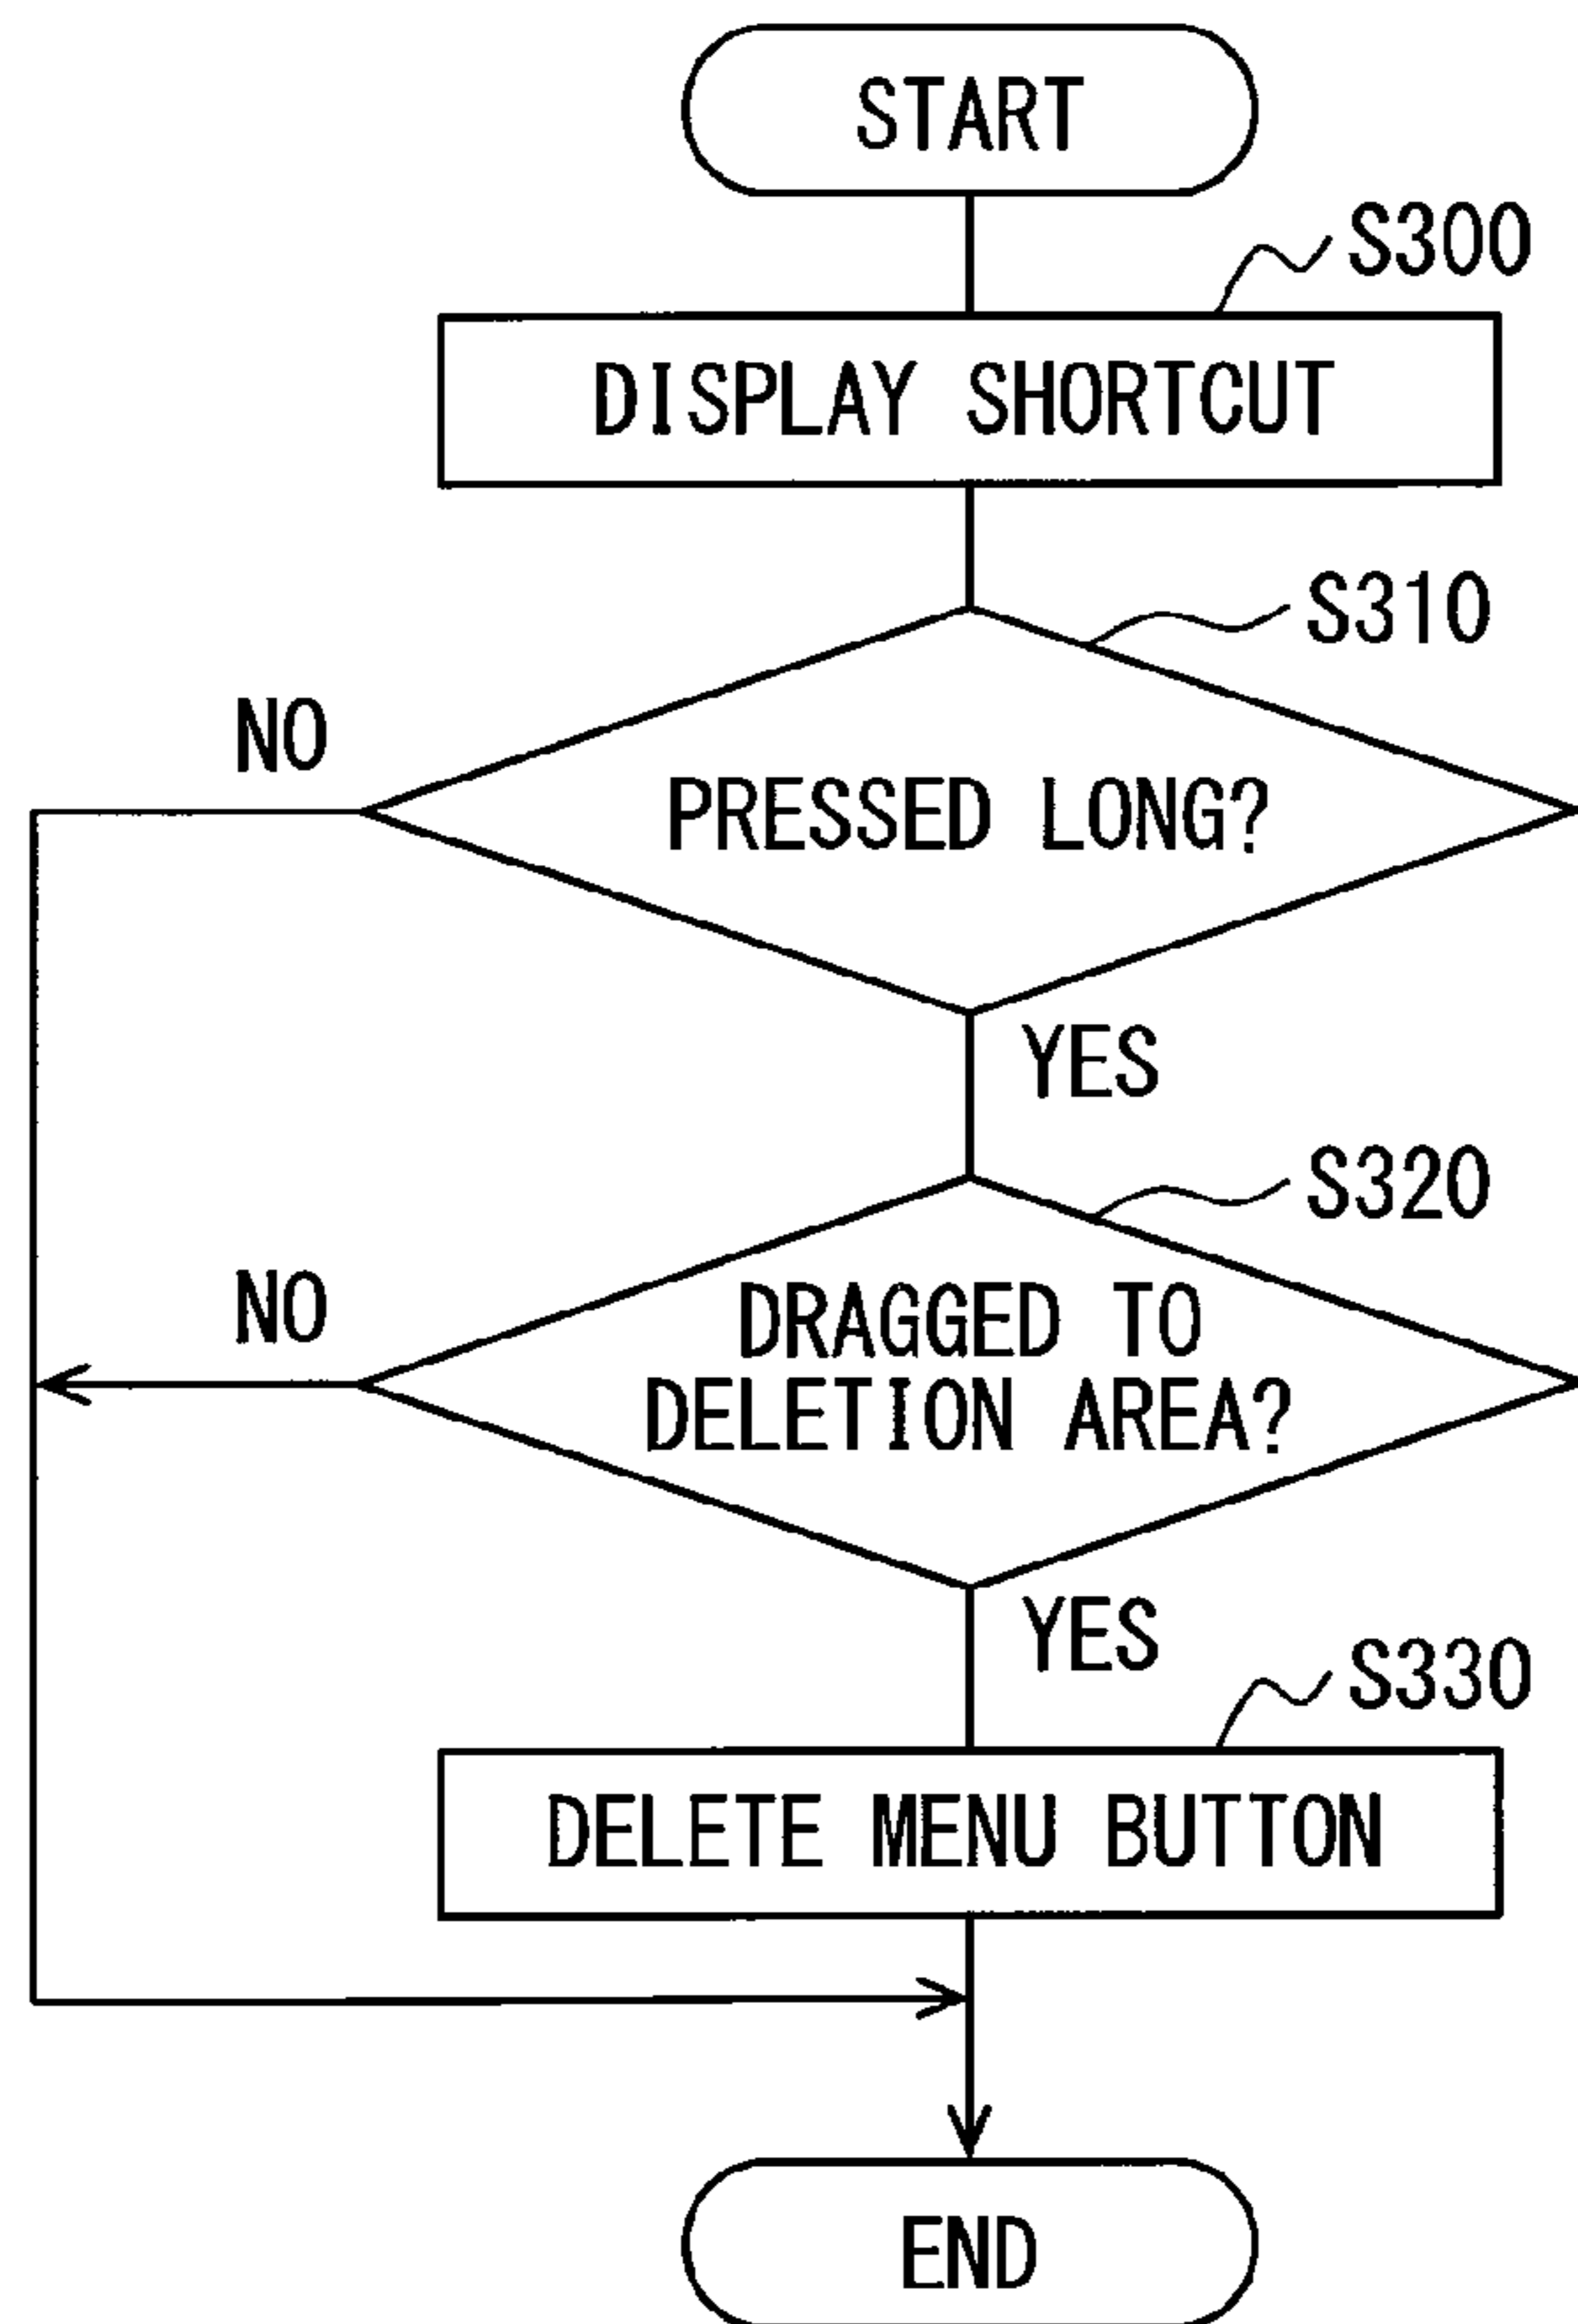 START
S300
DISPLAY SHORTCUT
S310
NO
PRESSED LONG?
YES
S320
NO
DRAGGED TO
DELETION AREA?
YES
S330
DELETE MENU BUTTON
END